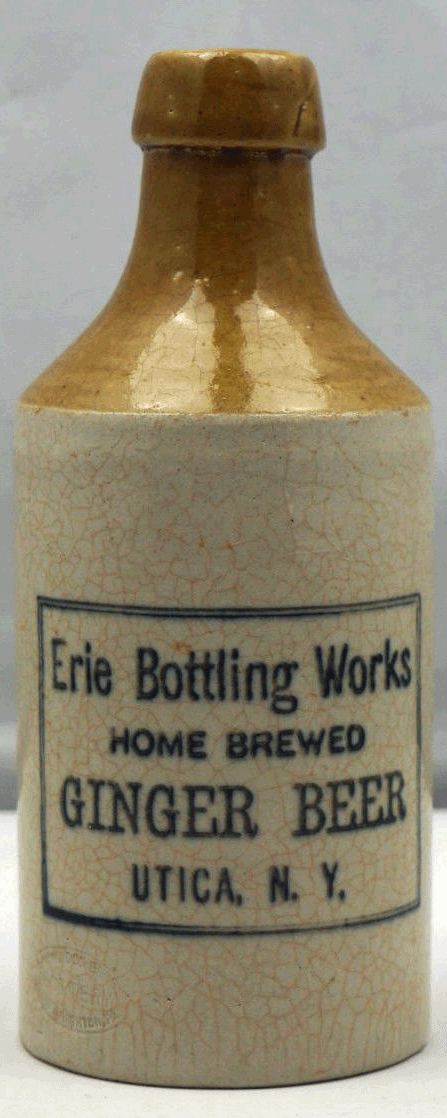 Erie Bottling Works
HOME BREWED
GINGER BEER
UTICA, N. Y.